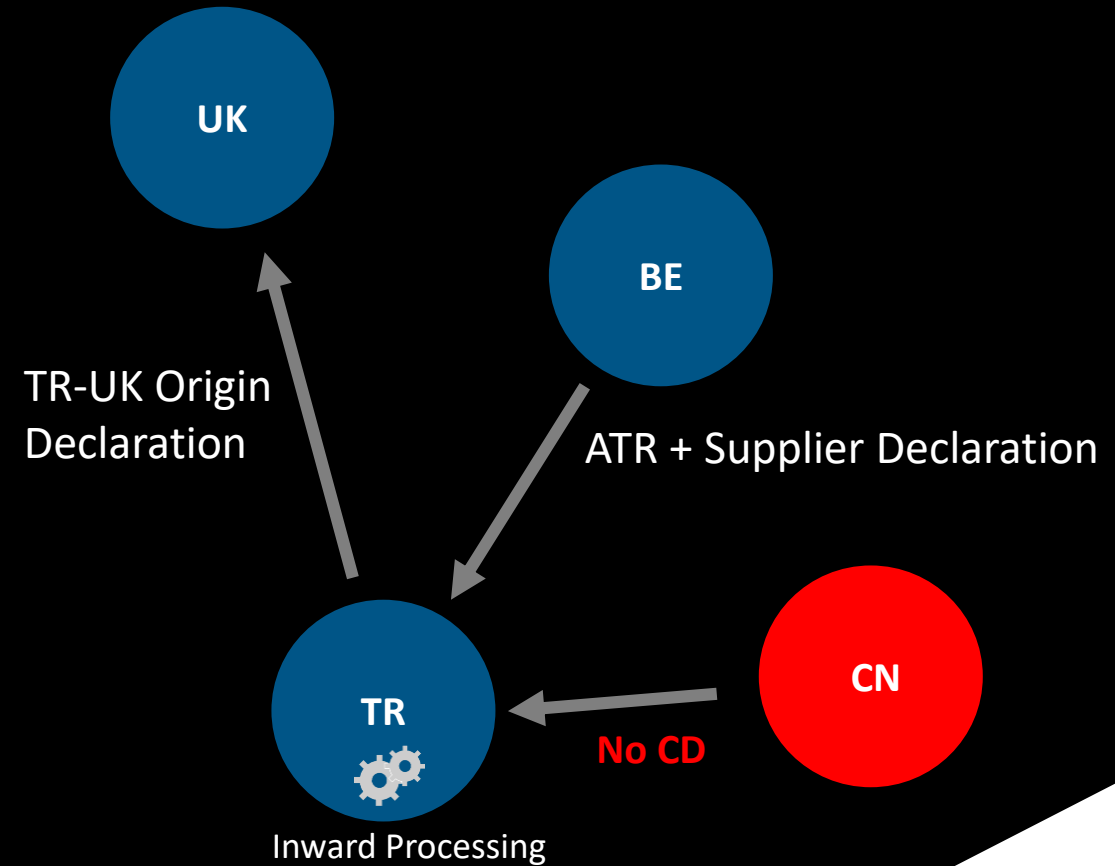 UK
BE
TR-UK Origin
Declaration
ATR + Supplier Declaration
CN
TR
No CD
Inward Processing